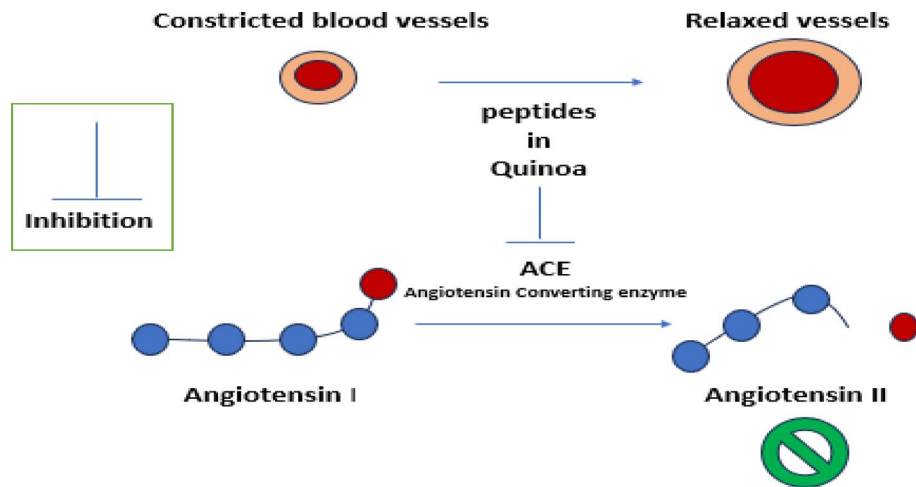 Constricted blood vessels
Relaxed vessels
peptides
in
Quinoa
Inhibition
ACE
Angiotensin Converting enzyme
Angiotensin I
Angiotensin II